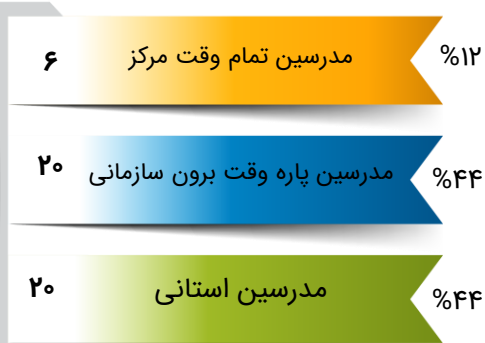 %۱۲ مدرسین تمام وقت مرکز ۶
%۴۴ مدرسین پاره وقت برون سازمانی ۲۰
%۴۴ مدرسین استانی ۲۰